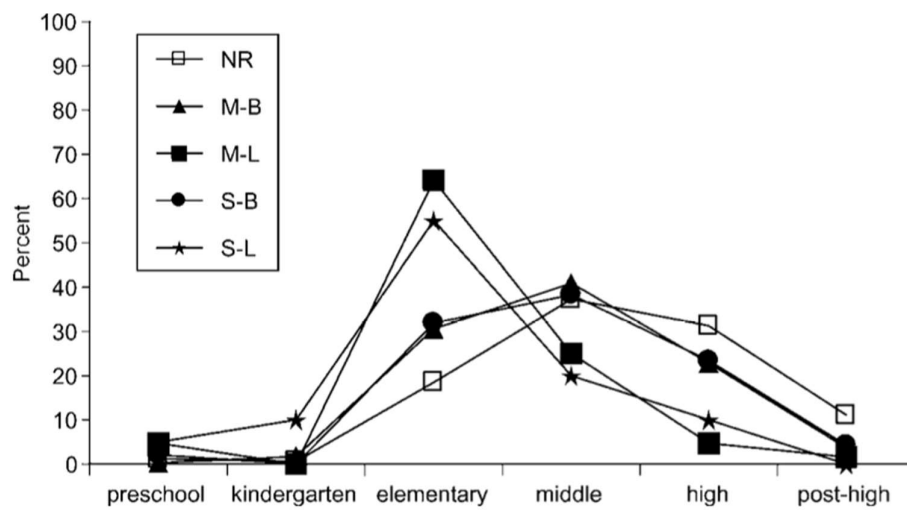 100
90
80
70
60
50
40
30
20
10
0
Percent
NR
M-B
M-L
S-B
S-L
preschool kindergarten elementary middle high post-high